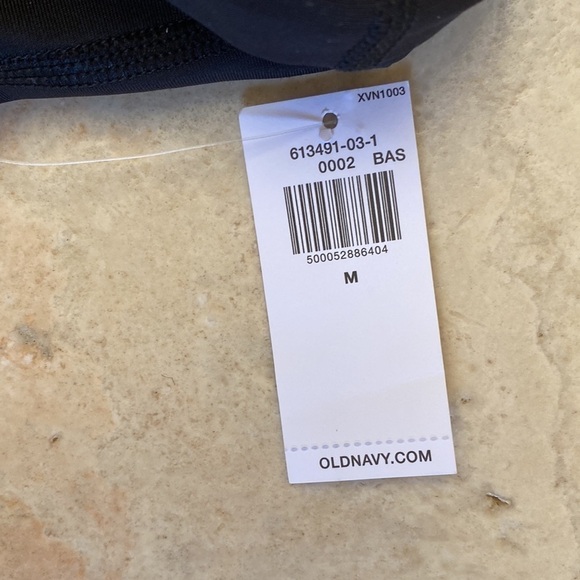 XVN1003
613491-03-1
0002 BAS
500052886404
M
OLDNAVY.COM